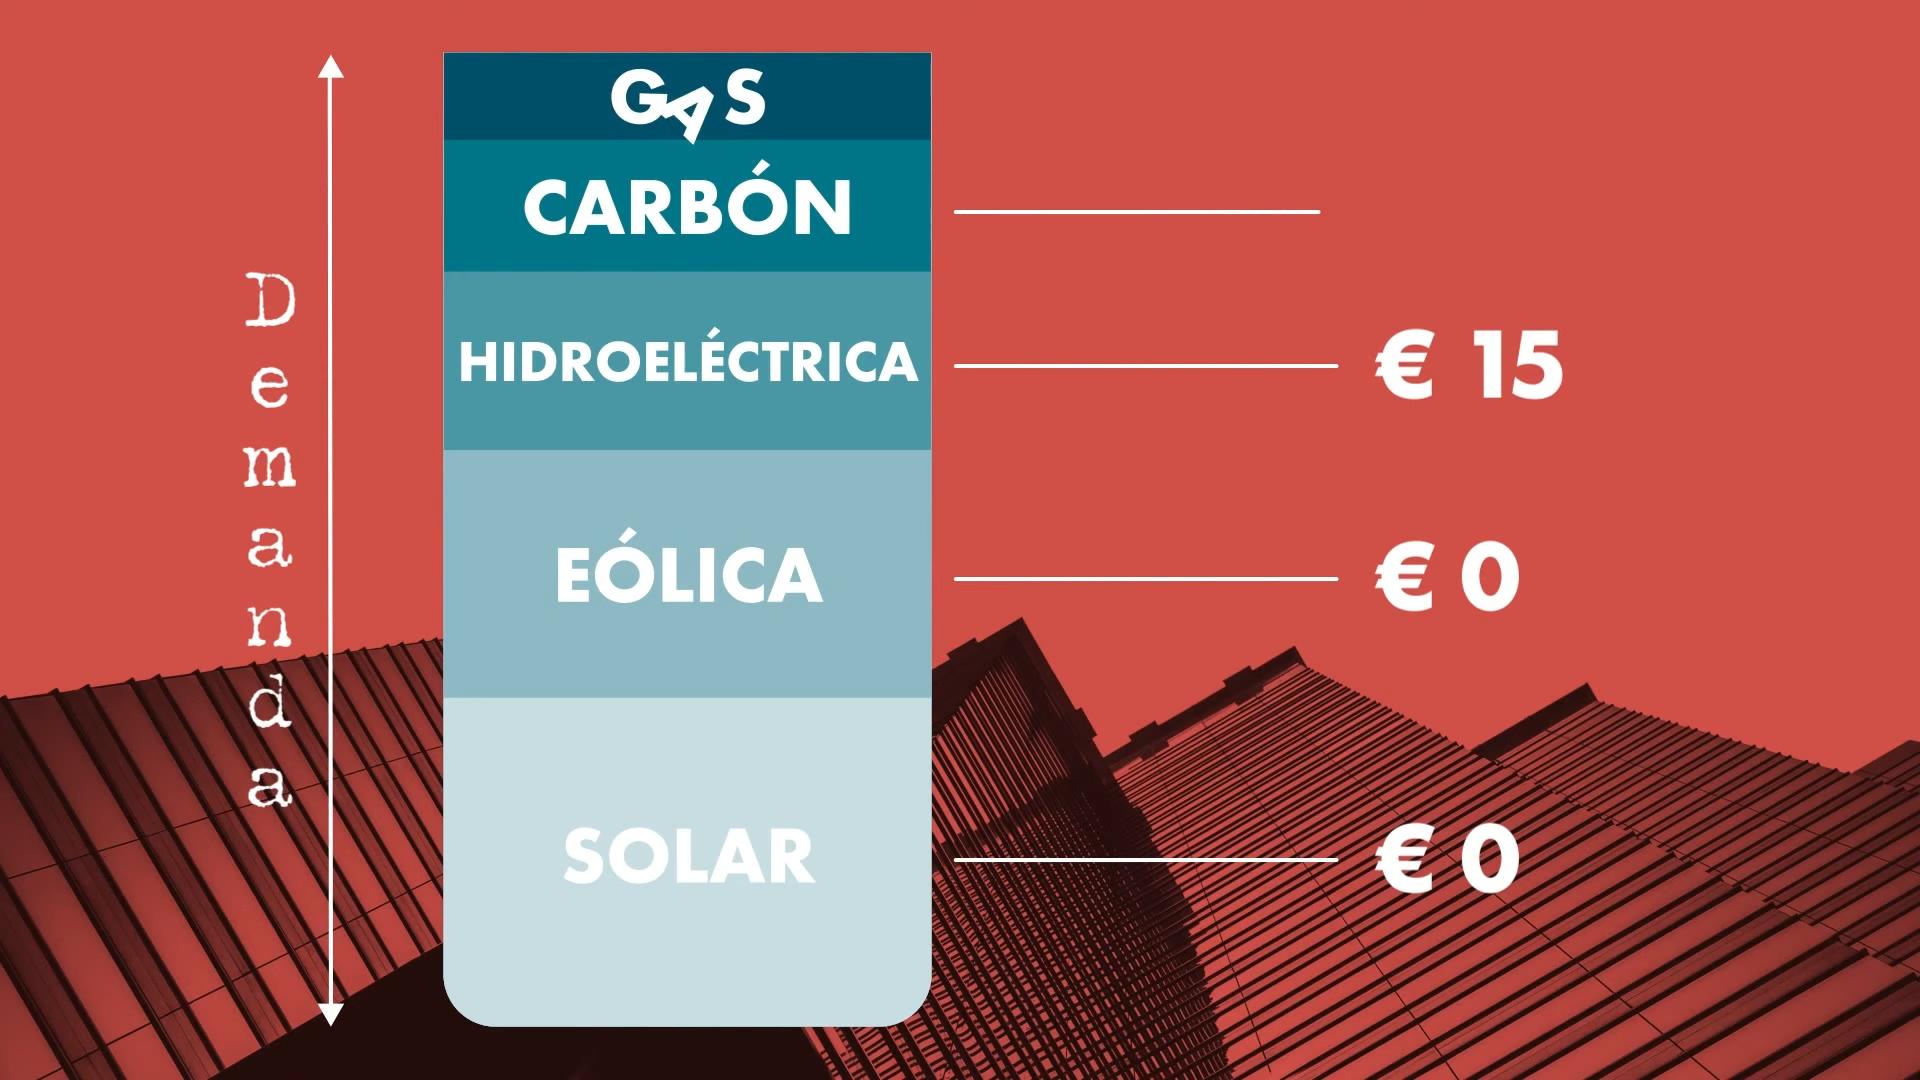 Demanda
GAS
CARBÓN
HIDROELÉCTRICA
€ 15
EÓLICA
€ 0
SOLAR
€ 0